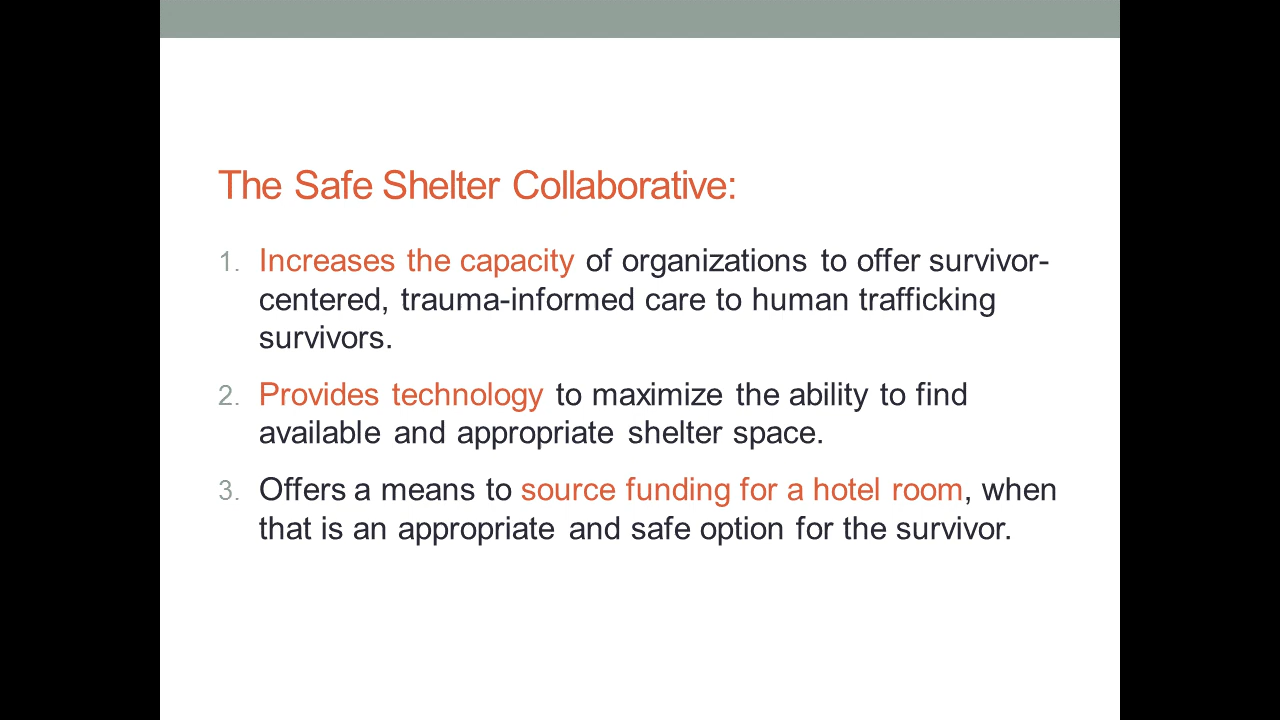 The Safe Shelter Collaborative:
1. Increases the capacity of organizations to offer survivor-
centered, trauma-informed care to human trafficking
survivors.
2. Provides technology to maximize the ability to find
available and appropriate shelter space.
3. Offers a means to source funding for a hotel room, when
that is an appropriate and safe option for the survivor.